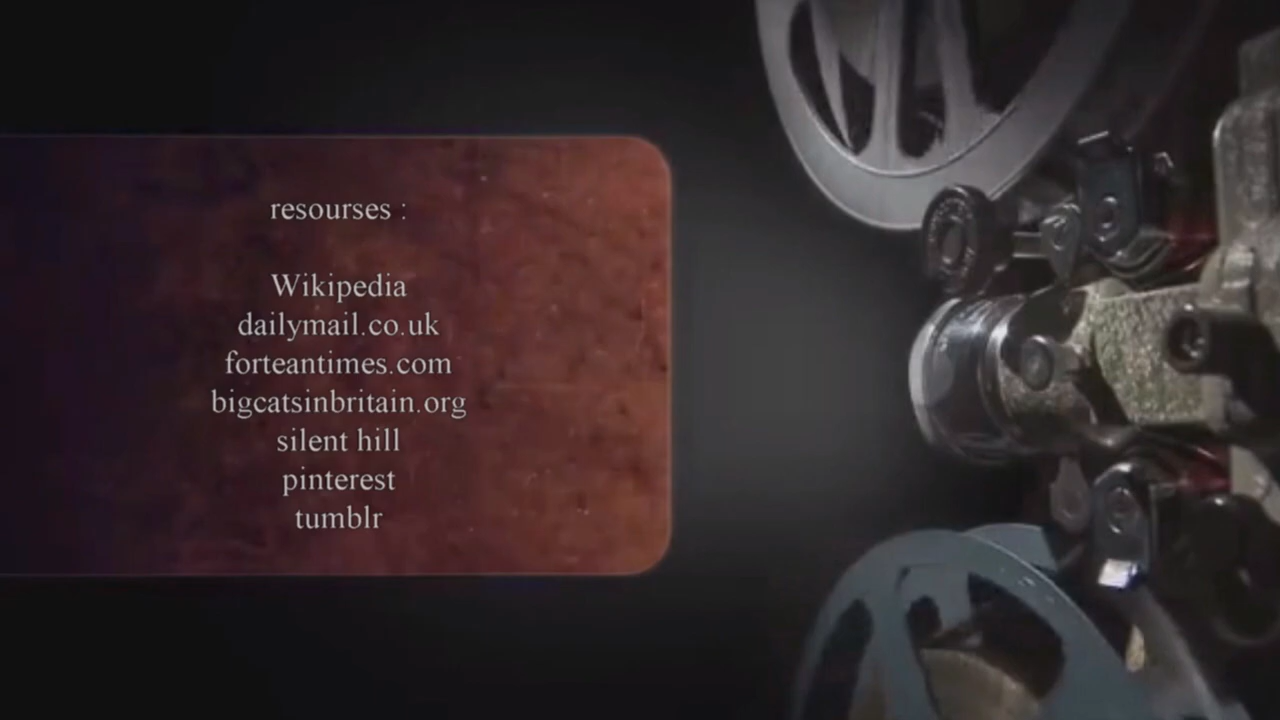 resourses :
Wikipedia
dailymail.co.uk
forteantimes.com
bigcatsinbritain.org
silent hill
pinterest
tumblr